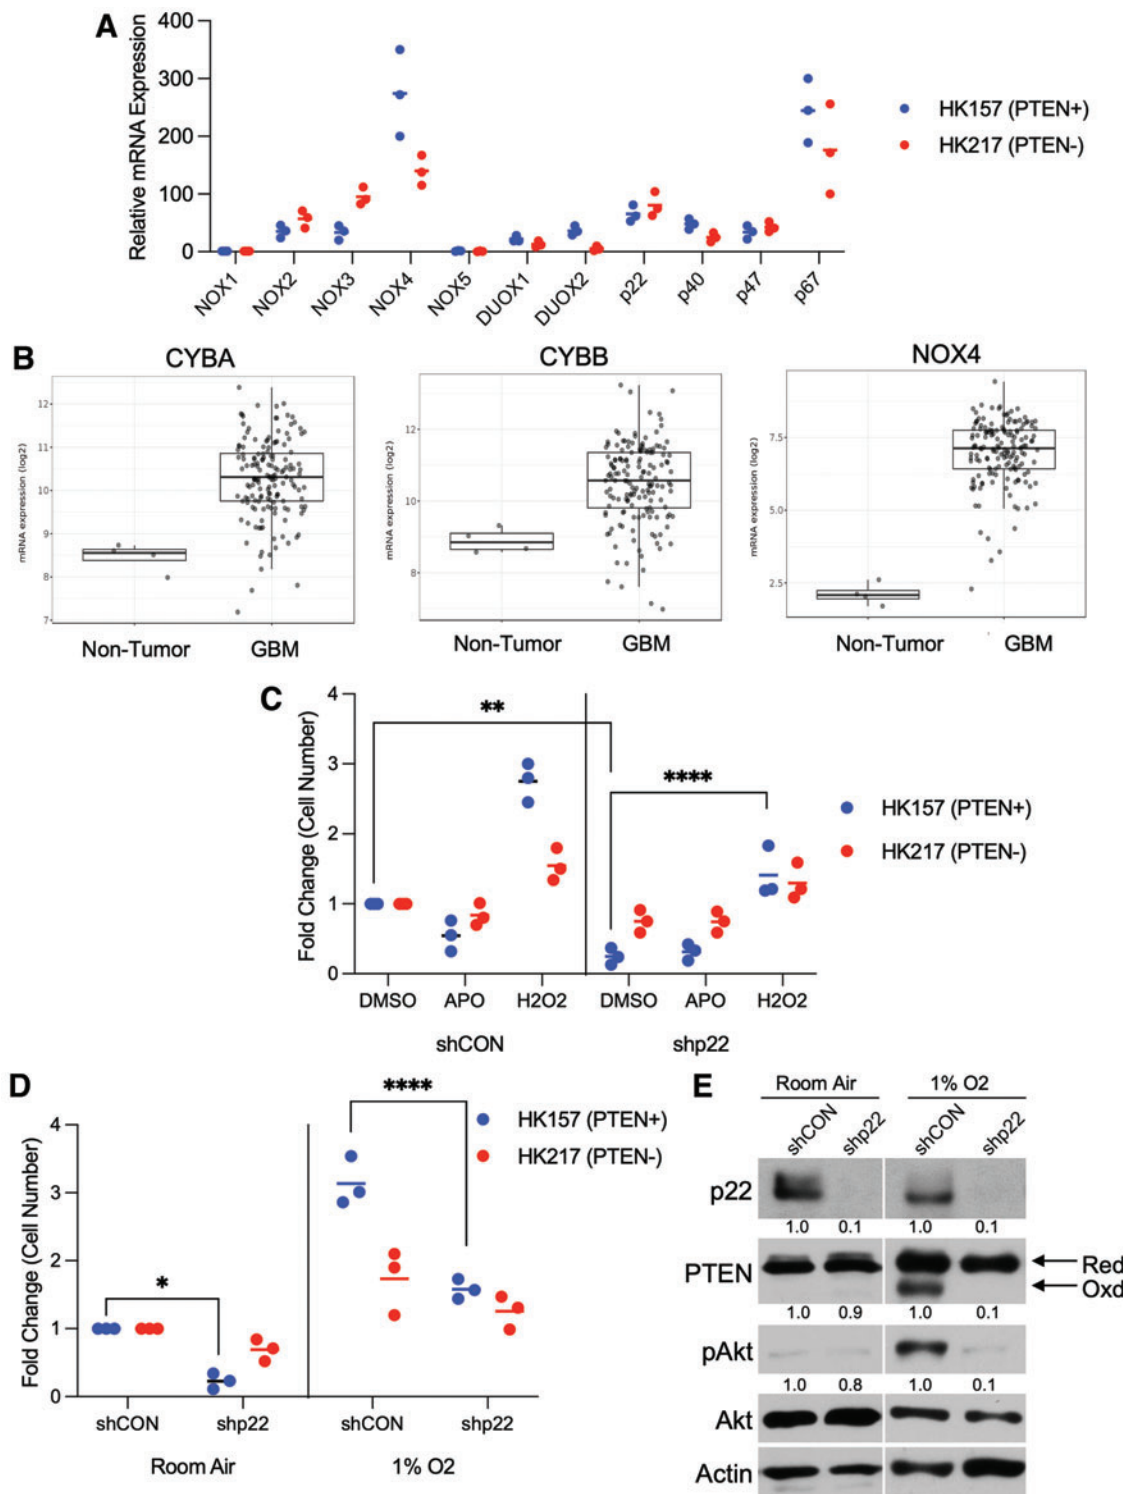 A
Relative mRNA Expression
400
300
200
100
0
NOX1
NOX2
NOX3
NOX4
NOX5
DUOX1
DUOX2
p22
p40
p47
p67
HK157 (PTEN+)
HK217 (PTEN-)
B
CYBA
mRNA expression (log2)
12
11
10
9
8
7
Non-Tumor GBM
CYBB
mRNA expression (log2)
12
10
8
Non-Tumor GBM
NOX4
mRNA expression (log2)
7.5
5.0
2.5
Non-Tumor GBM
C
Fold Change (Cell Number)
4
3
2
1
0
**
****
HK157 (PTEN+)
HK217 (PTEN-)
DMSO APO H2O2 DMSO APO H2O2
shCON shp22
D
Fold Change (Cell Number)
4
3
2
1
0
*
****
HK157 (PTEN+)
HK217 (PTEN-)
shCON shp22 shCON shp22
Room Air 1% O2
E
Room Air 1% O2
shCON shp22 shCON shp22
p22
1.0 0.1 1.0 0.1
PTEN
Red
Oxd
1.0 0.9 1.0 0.1
pAkt
1.0 0.8 1.0 0.1
Akt
Actin